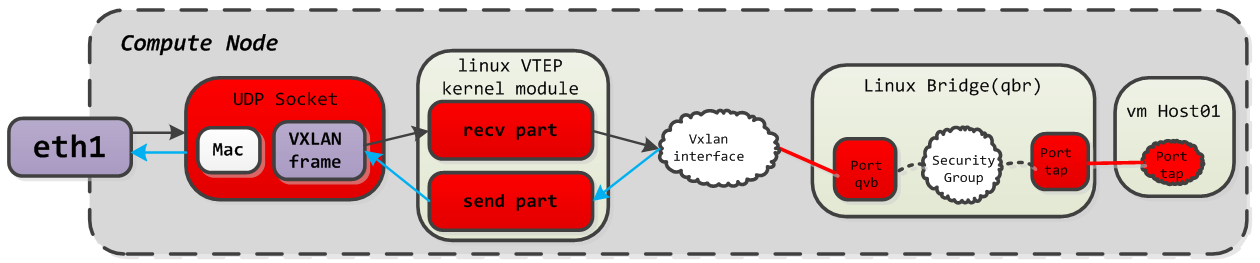 Compute Node
eth1
UDP Socket
Mac
VXLAN
frame
linux VTEP
kernel module
recv part
send part
Vxlan
interface
Linux Bridge(qbr)
Port
qvb
Security
Group
Port
tap
vm Host01
Port
tap